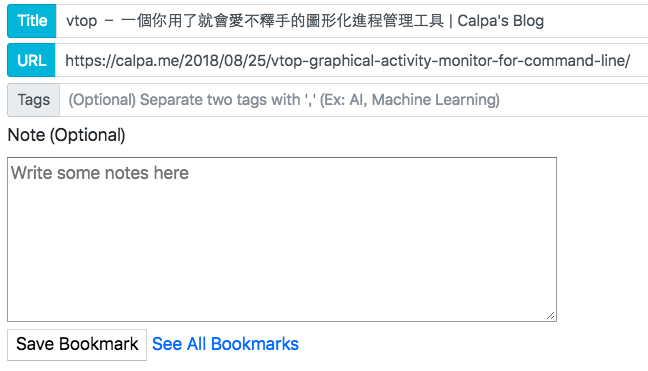 Title vtop － 一個你用了就會愛不釋手的圖形化進程管理工具 | Calpa's Blog
URL https://calpa.me/2018/08/25/vtop-graphical-activity-monitor-for-command-line/
Tags (Optional) Separate two tags with ',' (Ex: AI, Machine Learning)
Note (Optional)
Write some notes here
Save Bookmark See All Bookmarks